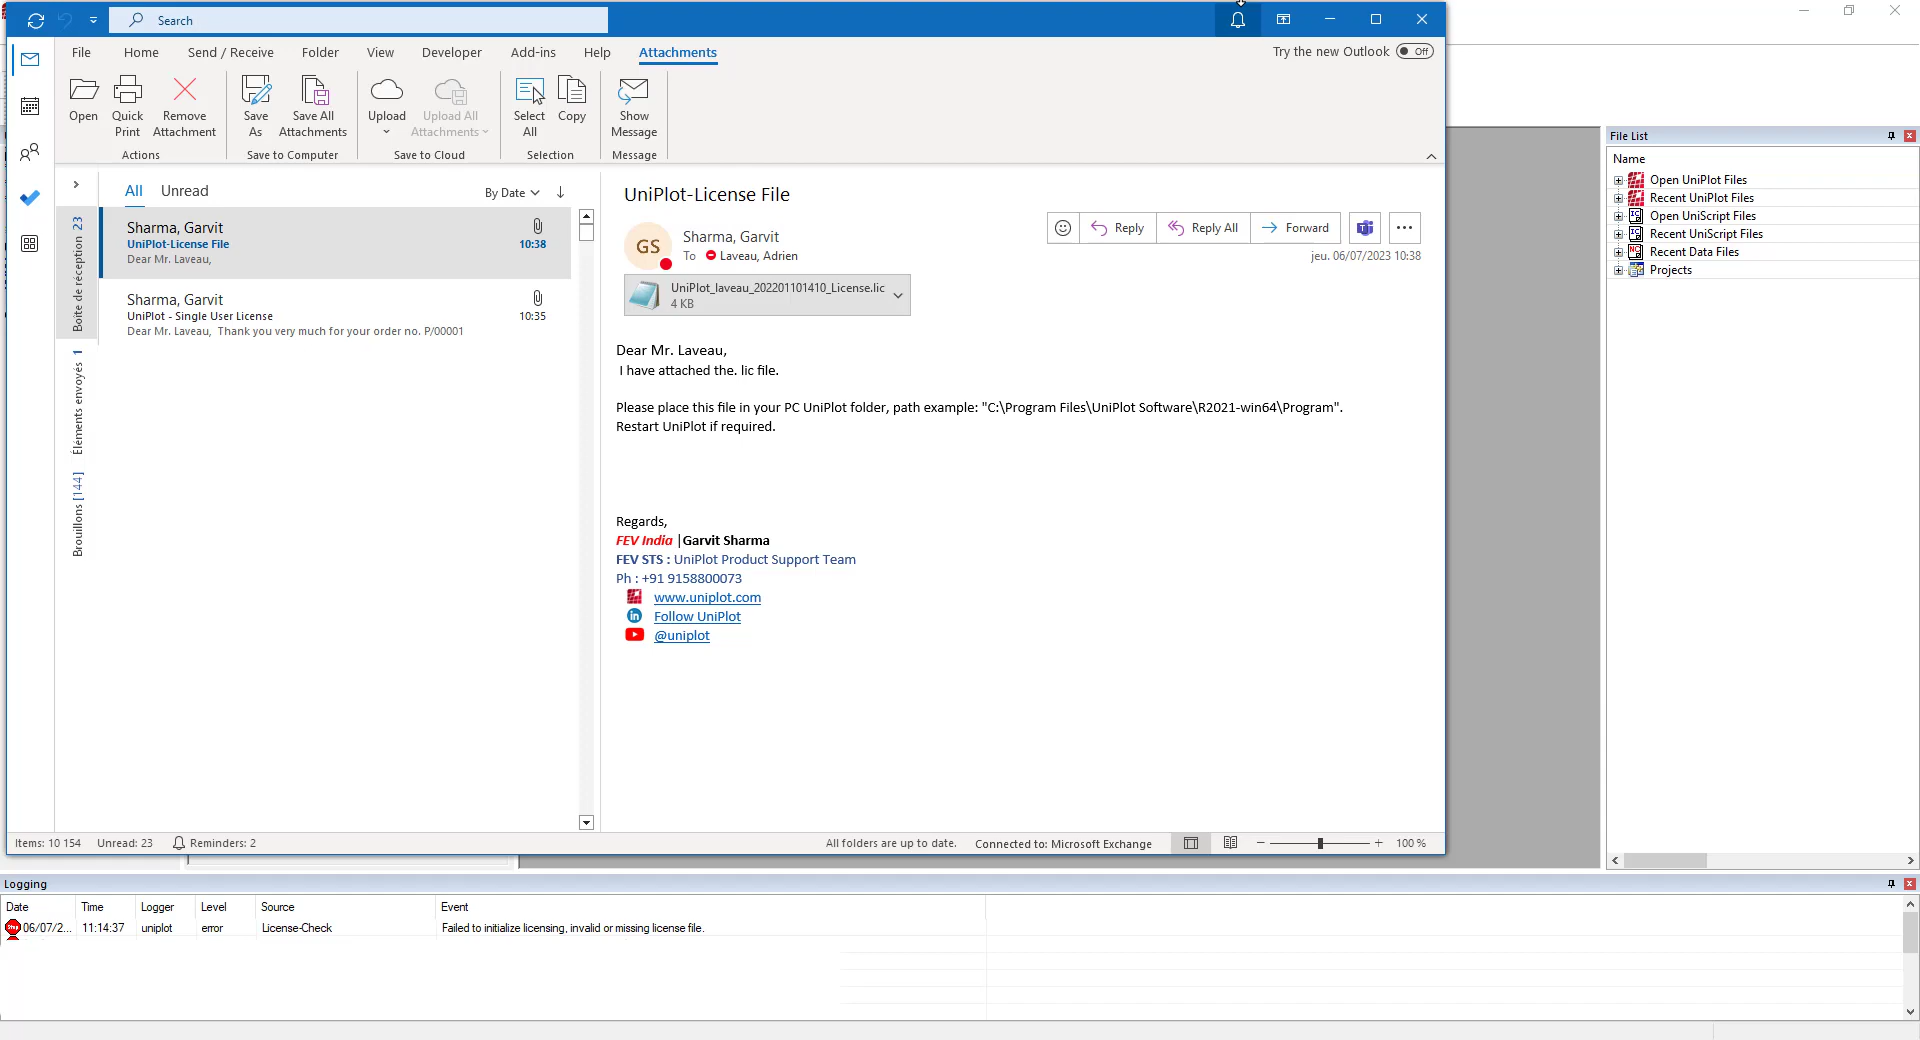 Search
File Home Send / Receive Folder View Developer Add-ins Help Attachments
Try the new Outlook Off
Open Quick Print Remove Attachment
Actions
Save As Save All Attachments
Save to Computer
Upload Upload All Attachments
Save to Cloud
Select All Copy
Selection
Show Message
Message
Boîte de réception 23
Éléments envoyés 1
Brouillons [144]
All Unread By Date
Sharma, Garvit
UniPlot-License File 10:38
Dear Mr. Laveau,
Sharma, Garvit
UniPlot - Single User License 10:35
Dear Mr. Laveau, Thank you very much for your order no. P/00001
UniPlot-License File
GS
Sharma, Garvit
To Laveau, Adrien
Reply Reply All Forward
jeu. 06/07/2023 10:38
UniPlot_laveau_202201101410_License.lic
4 KB
Dear Mr. Laveau,
I have attached the. lic file.
Please place this file in your PC UniPlot folder, path example: "C:\Program Files\UniPlot Software\R2021-win64\Program".
Restart UniPlot if required.
Regards,
FEV India |Garvit Sharma
FEV STS : UniPlot Product Support Team
Ph : +91 9158800073
www.uniplot.com
in Follow UniPlot
@uniplot
Items: 10 154 Unread: 23 Reminders: 2
All folders are up to date. Connected to: Microsoft Exchange 100 %
File List
Name
Open UniPlot Files
Recent UniPlot Files
Open UniScript Files
Recent UniScript Files
Recent Data Files
Projects
Logging
Date Time Logger Level Source Event
06/07/2... 11:14:37 uniplot error License-Check Failed to initialize licensing, invalid or missing license file.